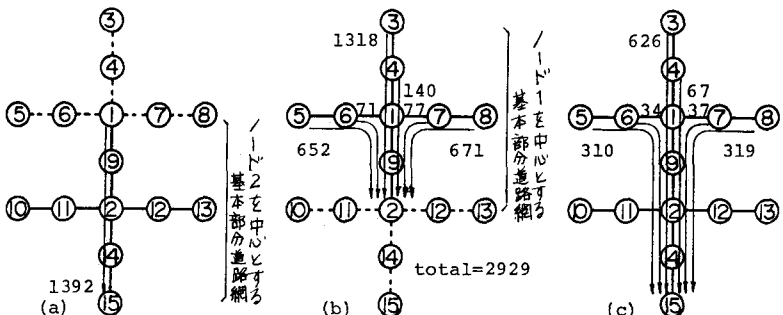 ③
④
⑤ ⑥ ① ⑦ ⑧
⑨
⑩ ⑪ ② ⑫ ⑬
⑭
1392
⑮
(a)
ノード2を中心とする
基本部分道路網
1318
③
④
140
71 77
⑤ ⑥ ① ⑦ ⑧
652 671
⑨
⑩ ⑪ ② ⑫ ⑬
⑭
total=2929
⑮
(b)
ノード1を中心とする
基本部分道路網
626
③
④
67
34 37
⑤ ⑥ ① ⑦ ⑧
310 319
⑨
⑩ ⑪ ⑫ ⑫ ⑬
⑭
⑮
(c)